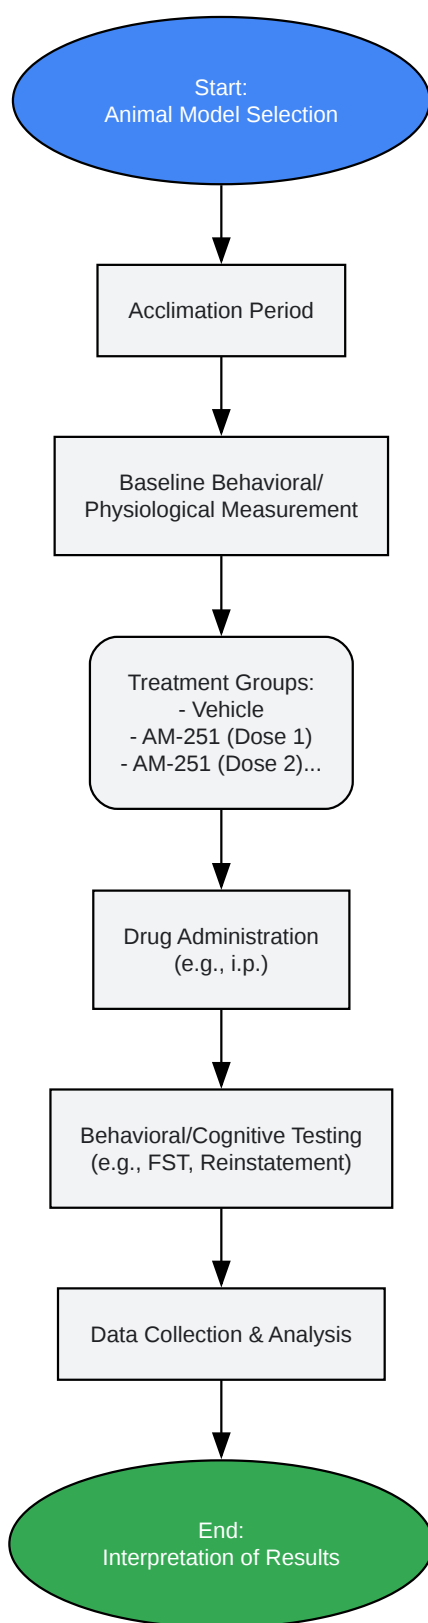 Start:
Animal Model Selection
Acclimation Period
Baseline Behavioral/
Physiological Measurement
Treatment Groups:
- Vehicle
- AM-251 (Dose 1)
- AM-251 (Dose 2)...
Drug Administration
(e.g., i.p.)
Behavioral/Cognitive Testing
(e.g., FST, Reinstatement)
Data Collection & Analysis
End:
Interpretation of Results